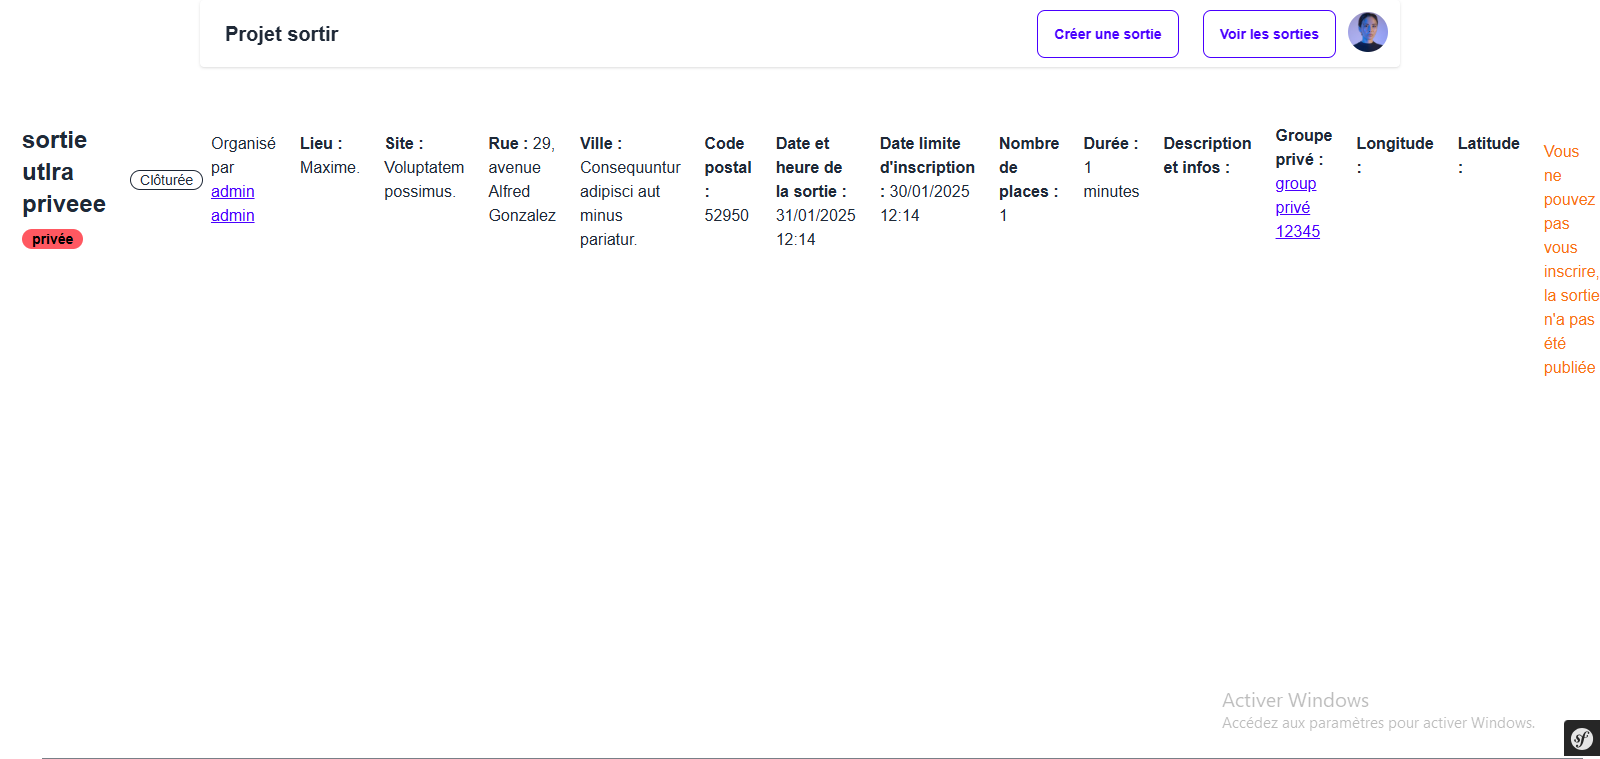 Projet sortir
Créer une sortie
Voir les sorties
sortie
utlra
priveee
privée
Clôturée
Organisé
par
admin
admin
Lieu :
Maxime.
Site :
Voluptatem
possimus.
Rue : 29,
avenue
Alfred
Gonzalez
Ville :
Consequuntur
adipisci aut
minus
pariatur.
Code
postal
:
52950
Date et
heure de
la sortie :
31/01/2025
12:14
Date limite
d'inscription
: 30/01/2025
12:14
Nombre
de
places :
1
Durée :
1
minutes
Description
et infos :
Groupe
privé :
group
privé
12345
Longitude
:
Latitude
:
Vous
ne
pouvez
pas
vous
inscrire,
la sortie
n'a pas
été
publiée
Activer Windows
Accédez aux paramètres pour activer Windows.
sf